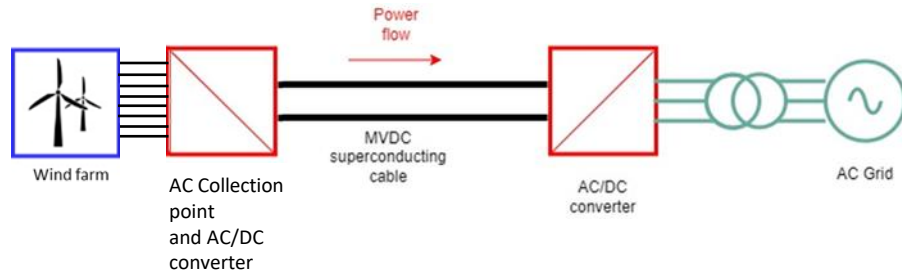 Power
flow
MVDC
superconducting
cable
Wind farm
AC Collection
point
and AC/DC
converter
AC/DC
converter
AC Grid